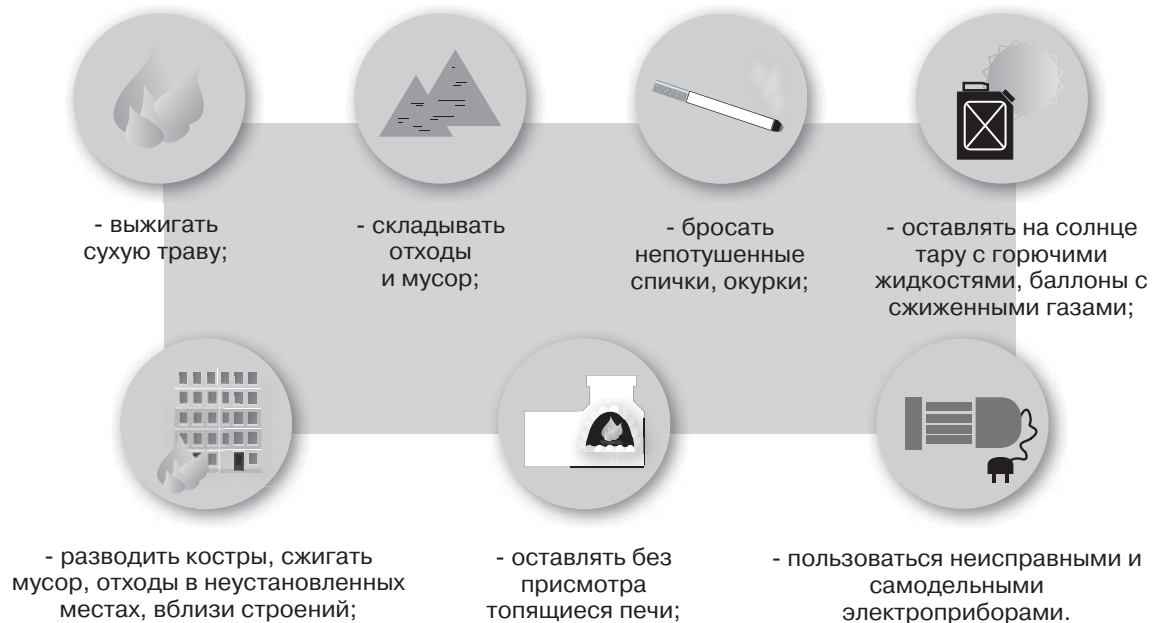 - выжигать
сухую траву;
- складывать
отходы
и мусор;
- бросать
непотушенные
спички, окурки;
- оставлять на солнце
тару с горючими
жидкостями, баллоны с
сжиженными газами;
- разводить костры, сжигать
мусор, отходы в неустановленных
местах, вблизи строений;
- оставлять без
присмотра
топящиеся печи;
- пользоваться неисправными и
самодельными
электроприборами.